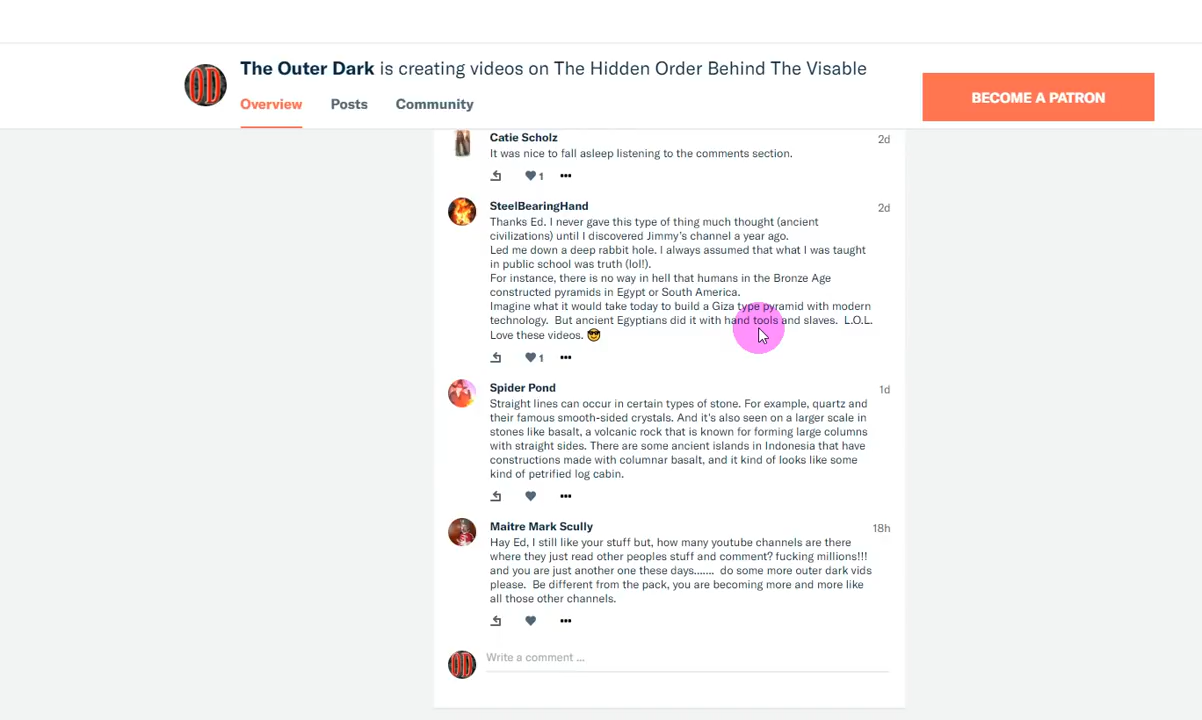 The Outer Dark is creating videos on The Hidden Order Behind The Visable
Overview Posts Community
BECOME A PATRON
Catie Scholz 2d
It was nice to fall asleep listening to the comments section.
1 •••
SteelBearingHand 2d
Thanks Ed. I never gave this type of thing much thought (ancient
civilizations) until I discovered Jimmy's channel a year ago.
Led me down a deep rabbit hole. I always assumed that what I was taught
in public school was truth (lol!).
For instance, there is no way in hell that humans in the Bronze Age
constructed pyramids in Egypt or South America.
Imagine what it would take today to build a Giza type pyramid with modern
technology. But ancient Egyptians did it with hand tools and slaves. L.O.L.
Love these videos. 😎
1 •••
Spider Pond 1d
Straight lines can occur in certain types of stone. For example, quartz and
their famous smooth-sided crystals. And it's also seen on a larger scale in
stones like basalt, a volcanic rock that is known for forming large columns
with straight sides. There are some ancient islands in Indonesia that have
constructions made with columnar basalt, and it kind of looks like some
kind of petrified log cabin.
•••
Maitre Mark Scully 18h
Hay Ed, I still like your stuff but, how many youtube channels are there
where they just read other peoples stuff and comment? fucking millions!!!
and you are just another one these days....... do some more outer dark vids
please. Be different from the pack, you are becoming more and more like
all those other channels.
•••
OD
Write a comment ...